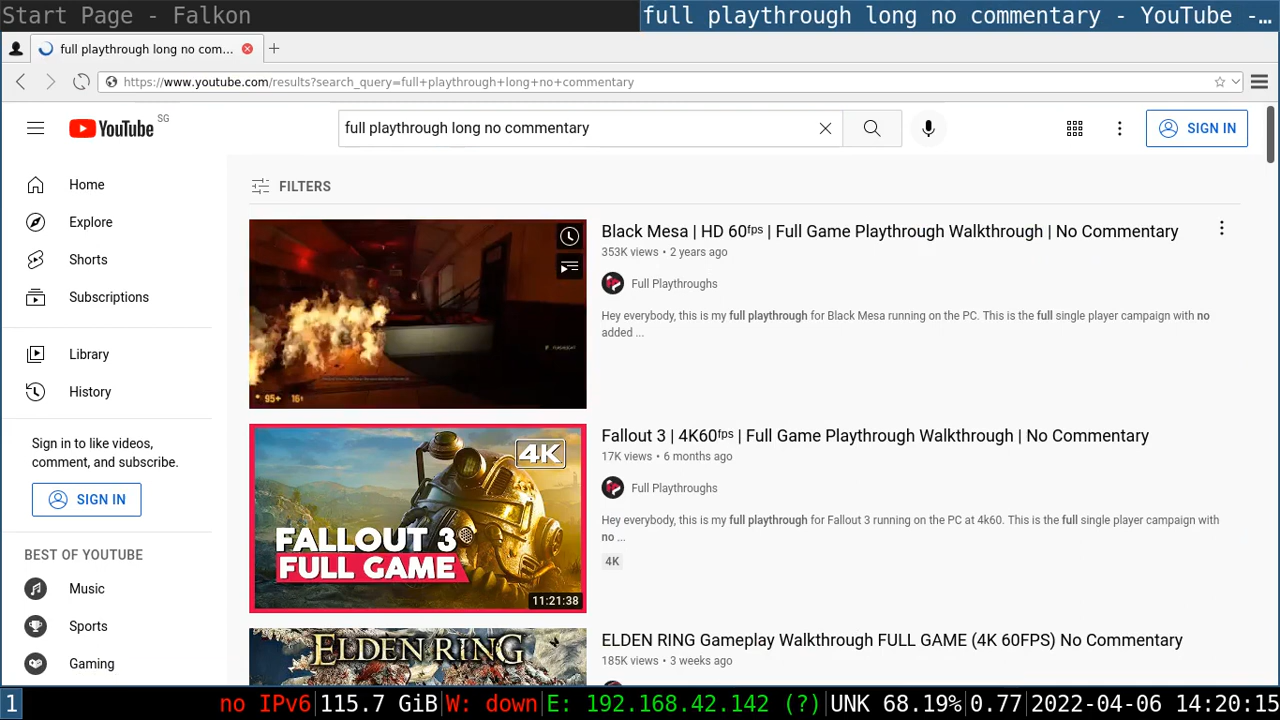 Start Page - Falkon
full playthrough long no commentary - YouTube -…
full playthrough long no com…
https://www.youtube.com/results?search_query=full+playthrough+long+no+commentary
YouTube SG
full playthrough long no commentary
SIGN IN
Home
Explore
Shorts
Subscriptions
Library
History
Sign in to like videos,
comment, and subscribe.
SIGN IN
BEST OF YOUTUBE
Music
Sports
Gaming
FILTERS
95+ 16
Black Mesa | HD 60ᶠᵖˢ | Full Game Playthrough Walkthrough | No Commentary
353K views • 2 years ago
Full Playthroughs
Hey everybody, this is my full playthrough for Black Mesa running on the PC. This is the full single player campaign with no
added ...
4K
FALLOUT 3
FULL GAME
11:21:38
Fallout 3 | 4K60ᶠᵖˢ | Full Game Playthrough Walkthrough | No Commentary
17K views • 6 months ago
Full Playthroughs
Hey everybody, this is my full playthrough for Fallout 3 running on the PC at 4k60. This is the full single player campaign with
no ...
4K
ELDEN RING
ELDEN RING Gameplay Walkthrough FULL GAME (4K 60FPS) No Commentary
185K views • 3 weeks ago
1
no IPv6|115.7 GiB|W: down|E: 192.168.42.142 (?)|UNK 68.19%|0.77|2022-04-06 14:20:15